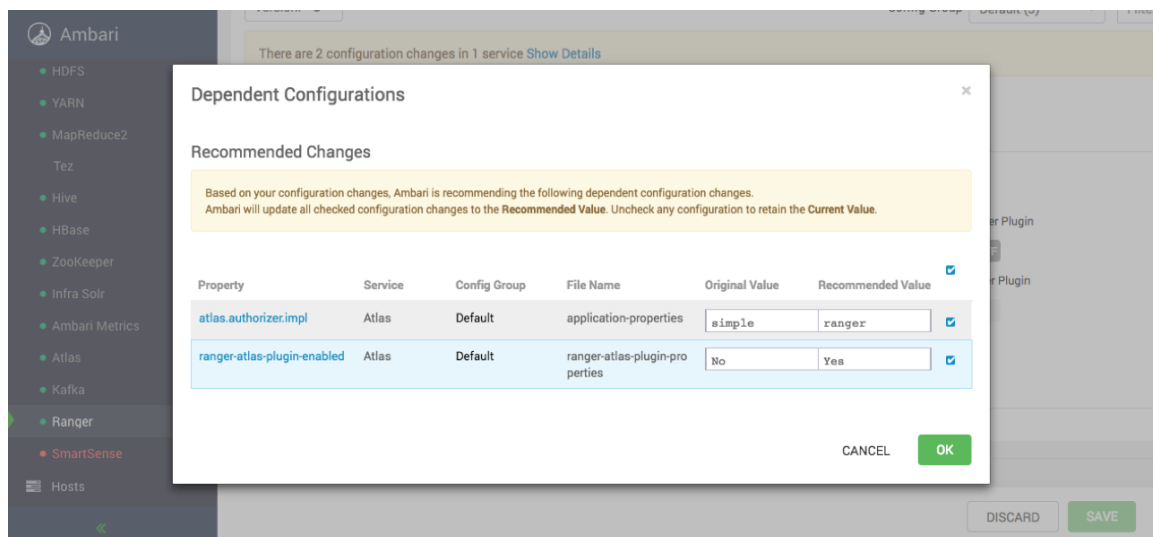 Ambari
HDFS
YARN
MapReduce2
Tez
Hive
HBase
ZooKeeper
Infra Solr
Ambari Metrics
Atlas
Kafka
Ranger
SmartSense
Hosts
There are 2 configuration changes in 1 service Show Details
Dependent Configurations
Recommended Changes
Based on your configuration changes, Ambari is recommending the following dependent configuration changes.
Ambari will update all checked configuration changes to the Recommended Value. Uncheck any configuration to retain the Current Value.
Property Service Config Group File Name Original Value Recommended Value
atlas.authorizer.impl Atlas Default application-properties simple ranger
ranger-atlas-plugin-enabled Atlas Default ranger-atlas-plugin-pro No Yes
perties
CANCEL OK
er Plugin
r Plugin
DISCARD SAVE